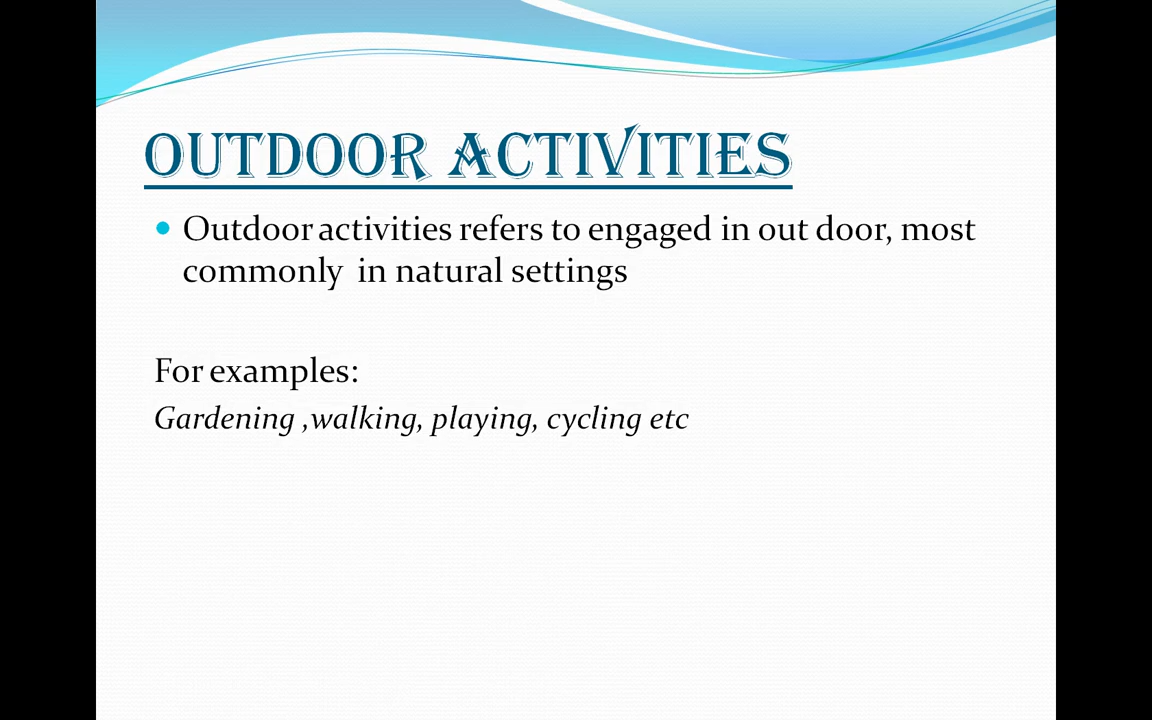 OUTDOOR ACTIVITIES
• Outdoor activities refers to engaged in out door, most
commonly  in natural settings
For examples:
Gardening ,walking, playing, cycling etc